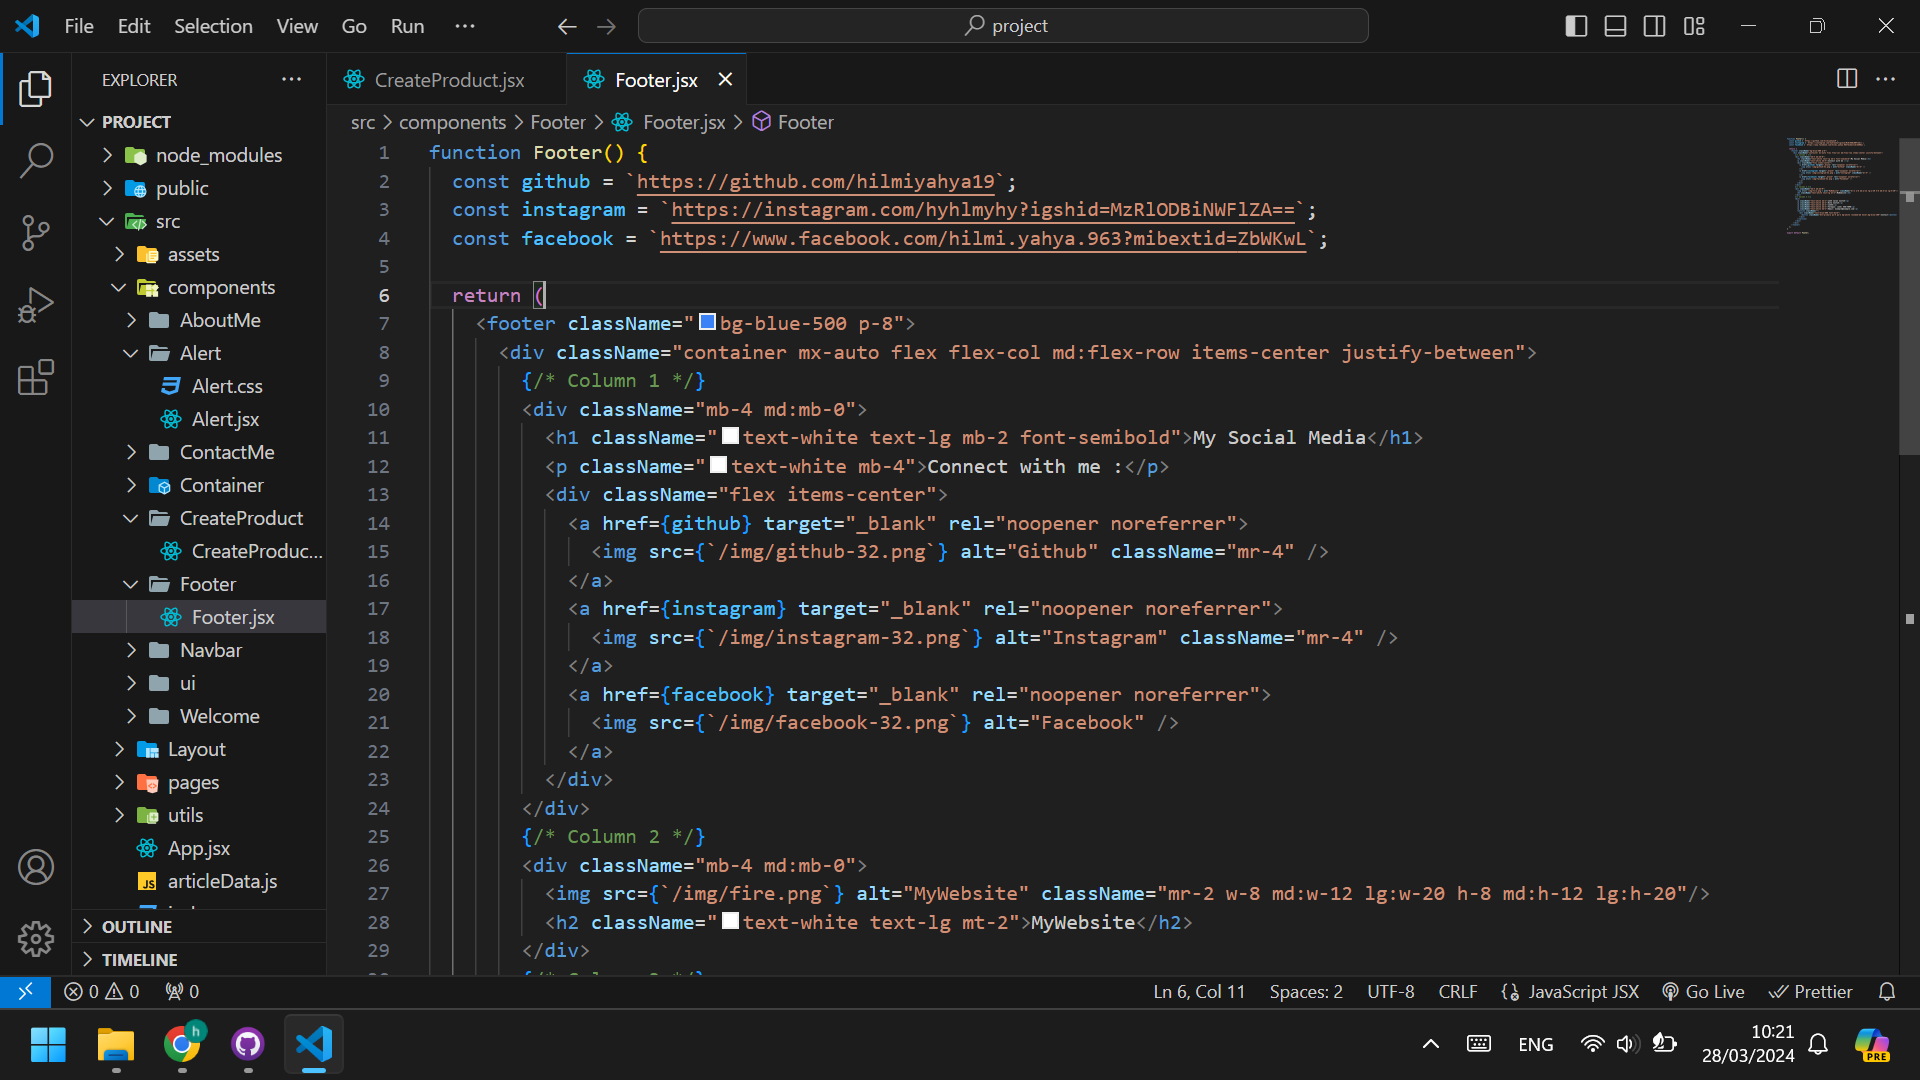 File Edit Selection View Go Run ··· project
EXPLORER ···
PROJECT
node_modules
public
src
assets
components
AboutMe
Alert
Alert.css
Alert.jsx
ContactMe
Container
CreateProduct
CreateProduc...
Footer
Footer.jsx
Navbar
ui
Welcome
Layout
pages
utils
App.jsx
JS articleData.js
OUTLINE
TIMELINE
CreateProduct.jsx Footer.jsx
src > components > Footer > Footer.jsx > Footer
1 function Footer() {
2 const github = `https://github.com/hilmiyahya19`;
3 const instagram = `https://instagram.com/hyhlmyhy?igshid=MzRlODBiNWFlZA==`;
4 const facebook = `https://www.facebook.com/hilmi.yahya.963?mibextid=ZbWKwL`;
5
6 return (
7 <footer className="bg-blue-500 p-8">
8 <div className="container mx-auto flex flex-col md:flex-row items-center justify-between">
9 {/* Column 1 */}
10 <div className="mb-4 md:mb-0">
11 <h1 className="text-white text-lg mb-2 font-semibold">My Social Media</h1>
12 <p className="text-white mb-4">Connect with me :</p>
13 <div className="flex items-center">
14 <a href={github} target="_blank" rel="noopener noreferrer">
15 <img src={`/img/github-32.png`} alt="Github" className="mr-4" />
16 </a>
17 <a href={instagram} target="_blank" rel="noopener noreferrer">
18 <img src={`/img/instagram-32.png`} alt="Instagram" className="mr-4" />
19 </a>
20 <a href={facebook} target="_blank" rel="noopener noreferrer">
21 <img src={`/img/facebook-32.png`} alt="Facebook" />
22 </a>
23 </div>
24 </div>
25 {/* Column 2 */}
26 <div className="mb-4 md:mb-0">
27 <img src={`/img/fire.png`} alt="MyWebsite" className="mr-2 w-8 md:w-12 lg:w-20 h-8 md:h-12 lg:h-20"/>
28 <h2 className="text-white text-lg mt-2">MyWebsite</h2>
29 </div>
0 0 0 Ln 6, Col 11 Spaces: 2 UTF-8 CRLF JavaScript JSX Go Live Prettier
h ENG 10:21
28/03/2024
PRE